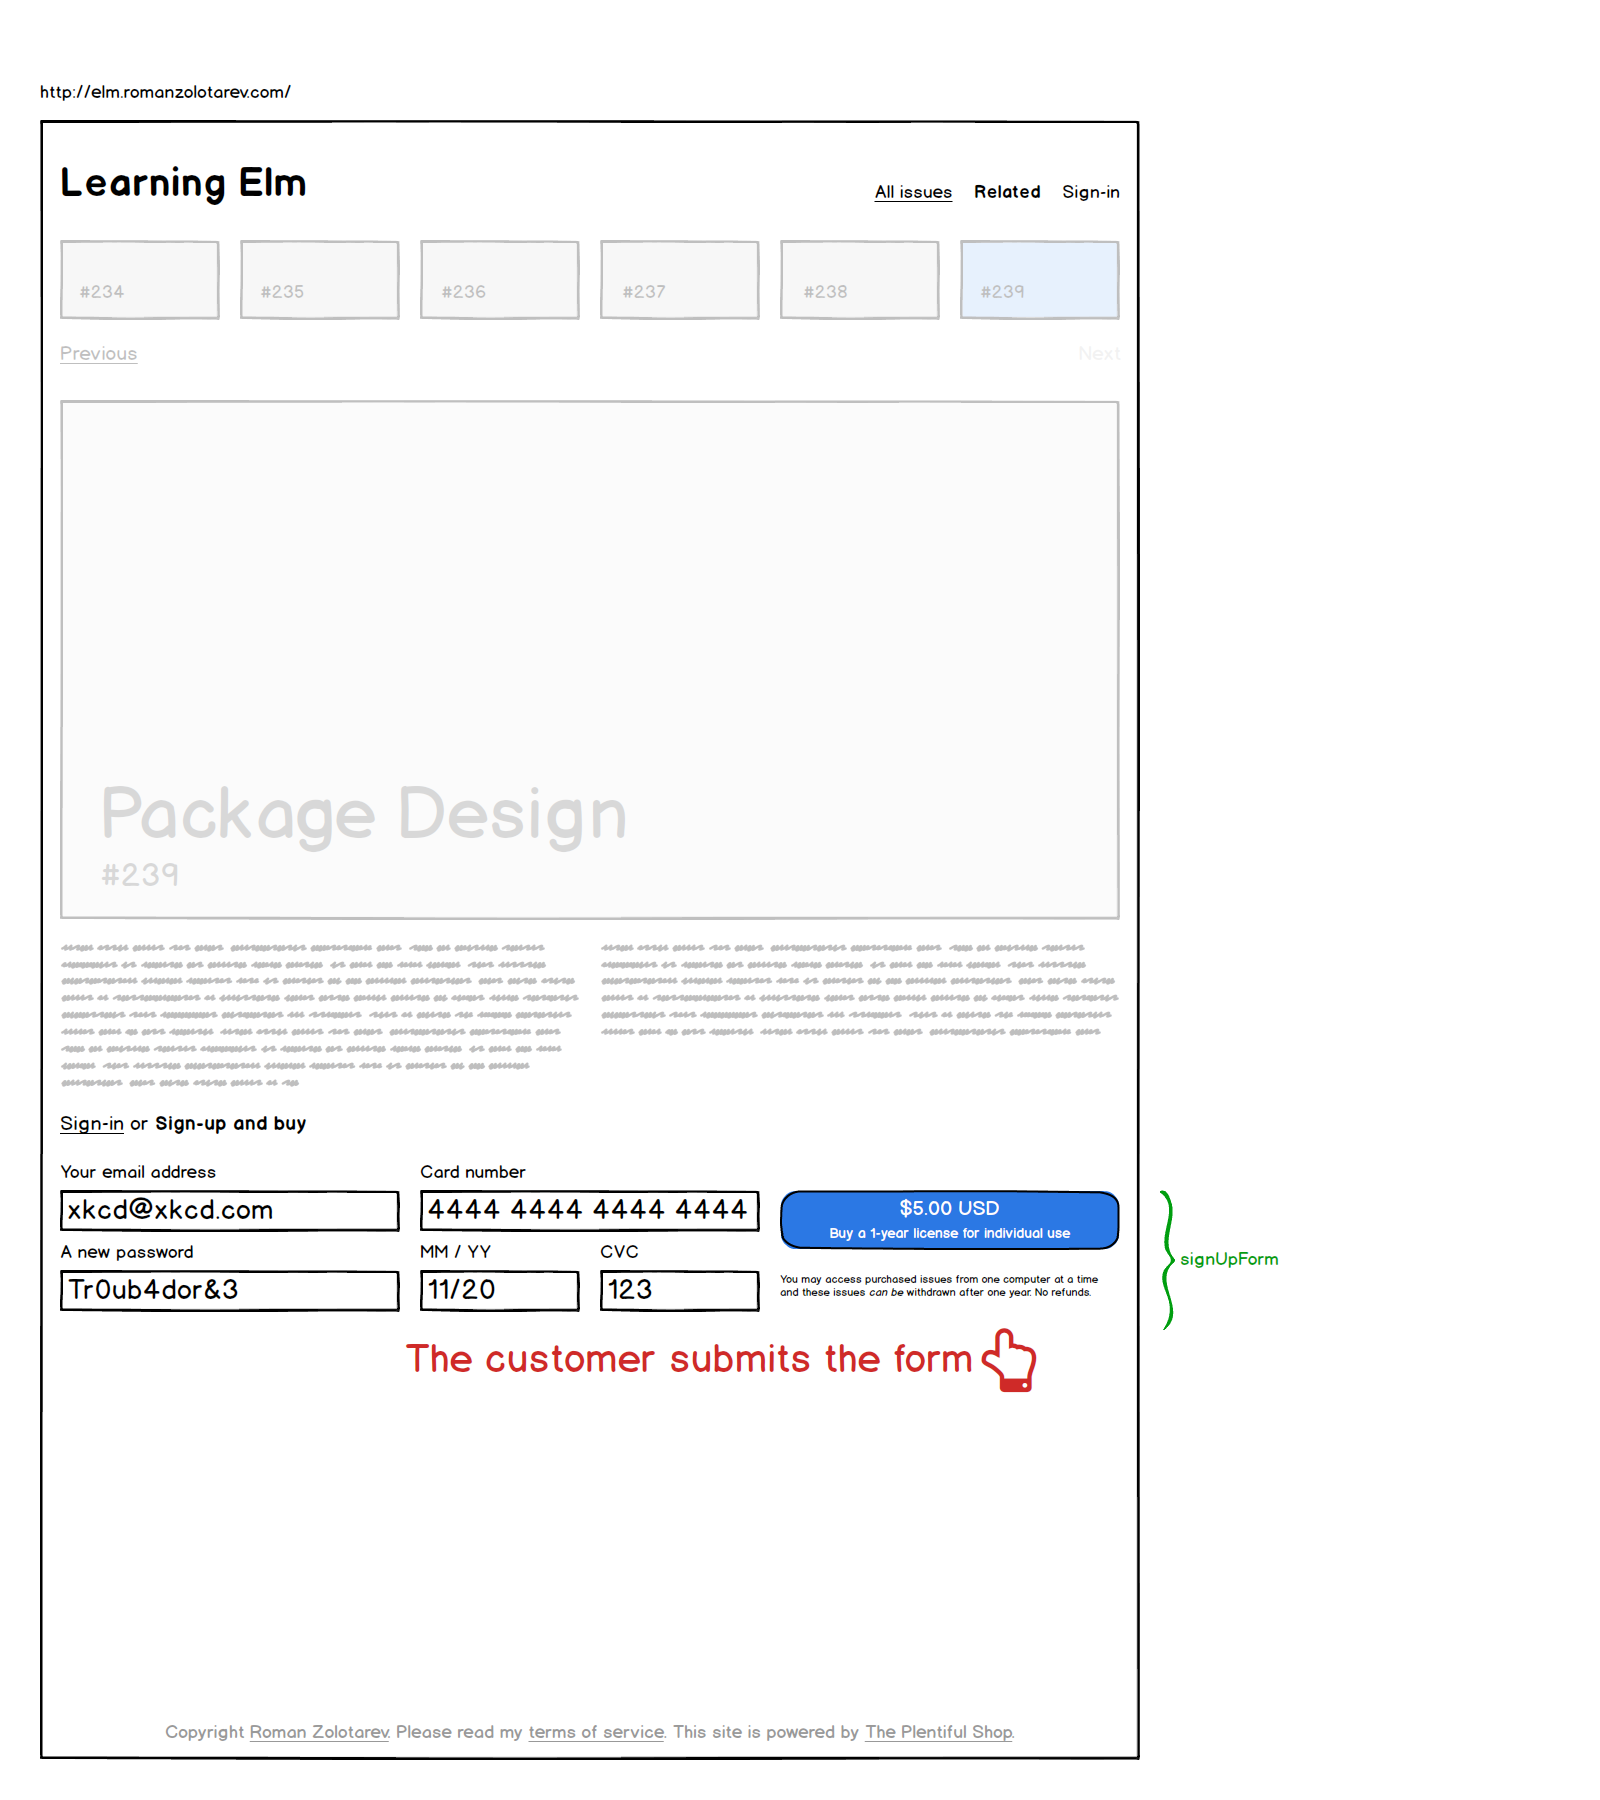 http://elm.romanzolotarev.com/
Learning Elm
All issues Related Sign-in
#234 #235 #236 #237 #238 #239
Previous Next
Package Design
#239
Sign-in or Sign-up and buy
Your email address Card number
xkcd@xkcd.com 4444 4444 4444 4444 $5.00 USD
Buy a 1-year license for individual use
A new password MM / YY CVC
signUpForm
Tr0ub4dor&3 11/20 123
You may access purchased issues from one computer at a time
and these issues can be withdrawn after one year. No refunds.
The customer submits the form
Copyright Roman Zolotarev. Please read my terms of service. This site is powered by The Plentiful Shop.